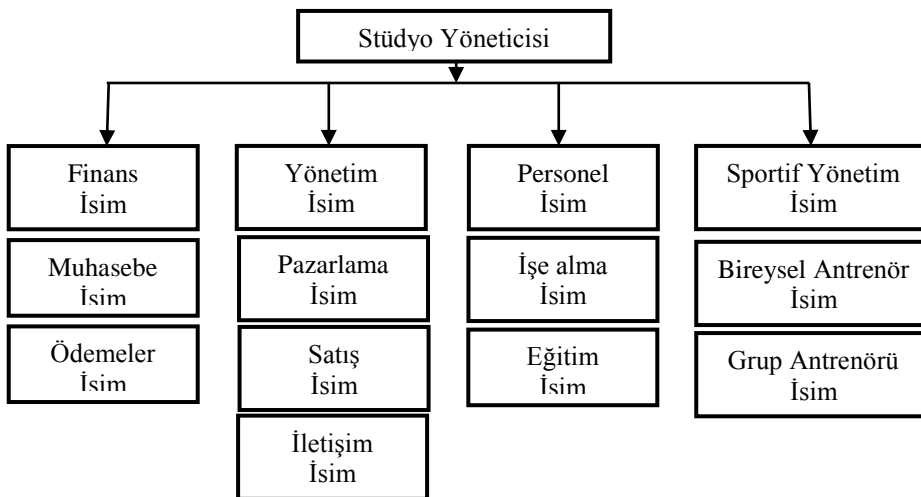 Stüdyo Yöneticisi
Finans
İsim
Muhasebe
İsim
Ödemeler
İsim
Yönetim
İsim
Pazarlama
İsim
Satış
İsim
İletişim
İsim
Personel
İsim
İşe alma
İsim
Eğitim
İsim
Sportif Yönetim
İsim
Bireysel Antrenör
İsim
Grup Antrenörü
İsim